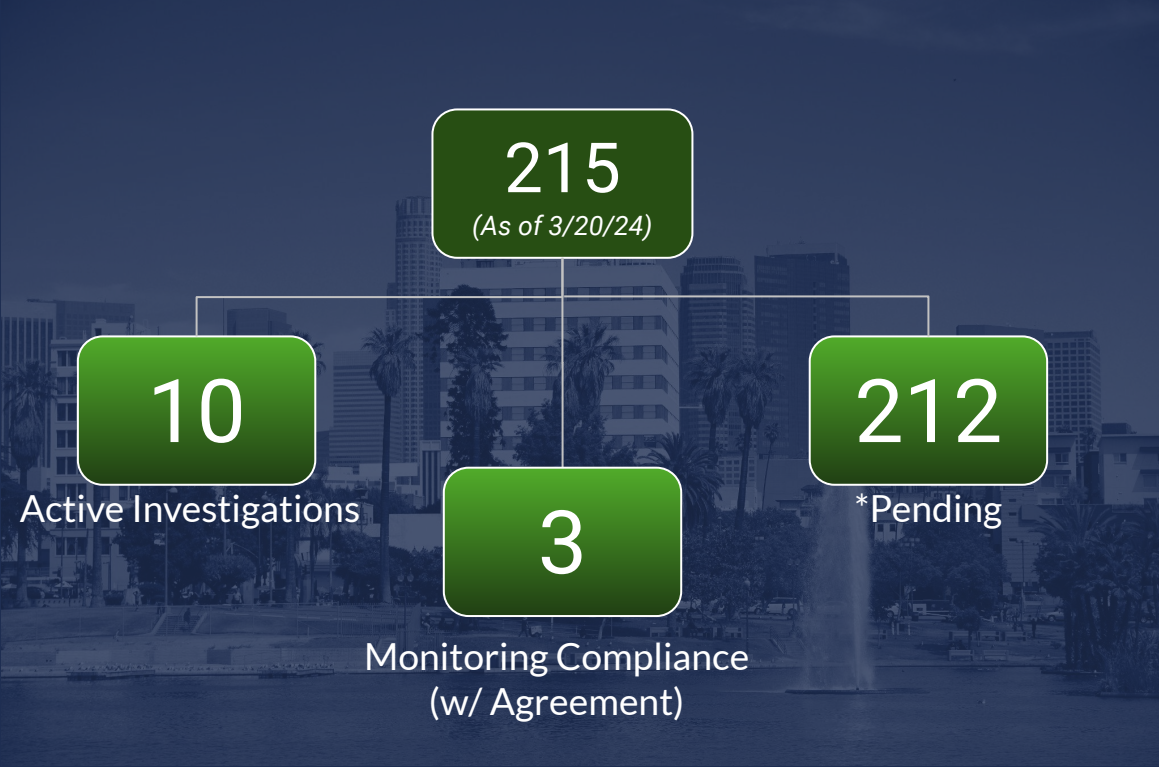 215
(As of 3/20/24)
10
Active Investigations
212
*Pending
3
Monitoring Compliance
(w/ Agreement)